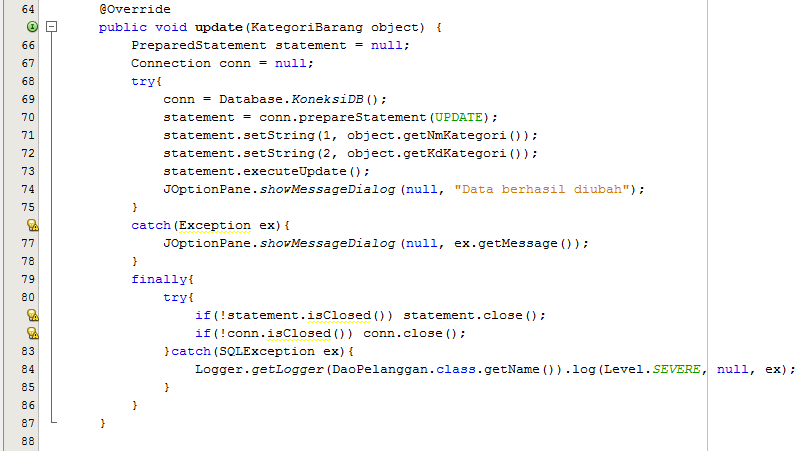 64 @Override
public void update(KategoriBarang object) {
66 PreparedStatement statement = null;
67 Connection conn = null;
68 try{
69 conn = Database.KoneksiDB();
70 statement = conn.prepareStatement(UPDATE);
71 statement.setString(1, object.getNmKategori());
72 statement.setString(2, object.getKdKategori());
73 statement.executeUpdate();
74 JOptionPane.showMessageDialog(null, "Data berhasil diubah");
75 }
catch(Exception ex){
77 JOptionPane.showMessageDialog(null, ex.getMessage());
78 }
79 finally{
80 try{
if(!statement.isClosed()) statement.close();
if(!conn.isClosed()) conn.close();
83 }catch(SQLException ex){
84 Logger.getLogger(DaoPelanggan.class.getName()).log(Level.SEVERE, null, ex);
85 }
86 }
87 }
88